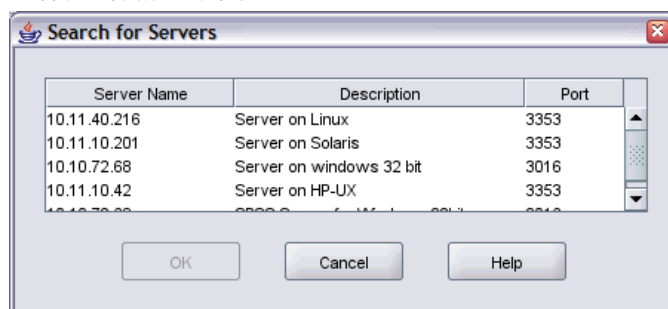 Search for Servers
Server Name Description Port
10.11.40.216 Server on Linux 3353
10.11.10.201 Server on Solaris 3353
10.10.72.68 Server on windows 32 bit 3016
10.11.10.42 Server on HP-UX 3353
OK Cancel Help